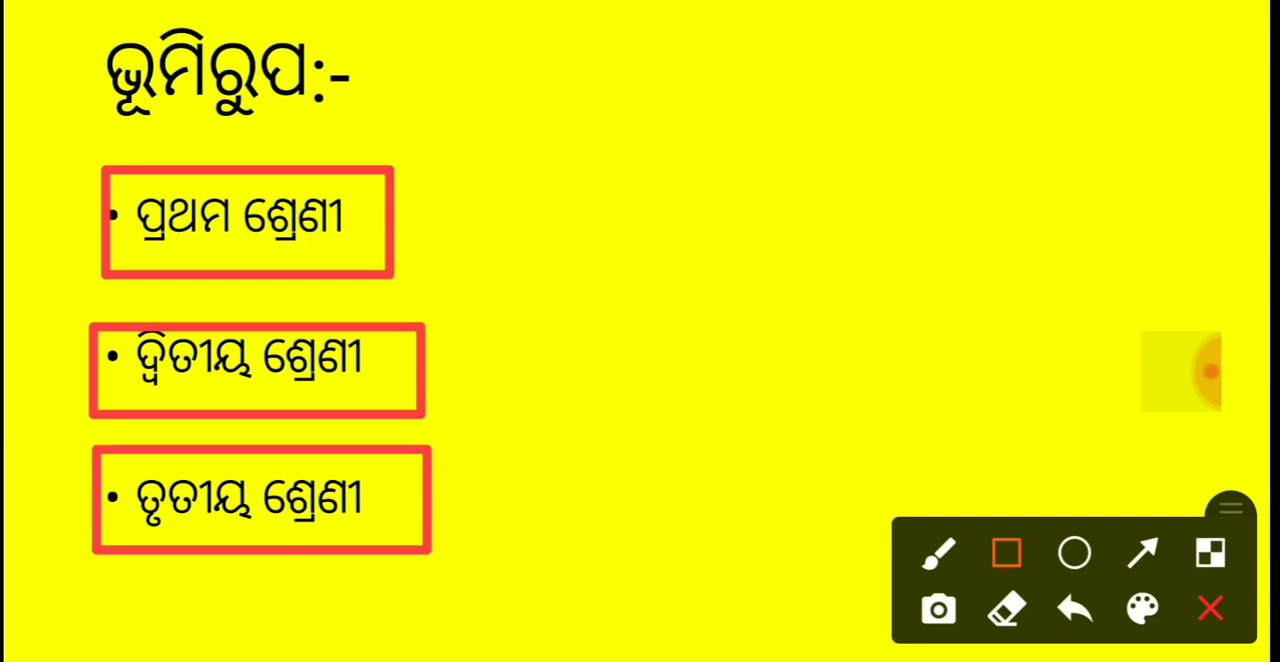 ଭୂମିରୁପ:-
• ପ୍ରଥମ ଶ୍ରେଣୀ
• ଦ୍ୱିତୀୟ ଶ୍ରେଣୀ
• ତୃତୀୟ ଶ୍ରେଣୀ